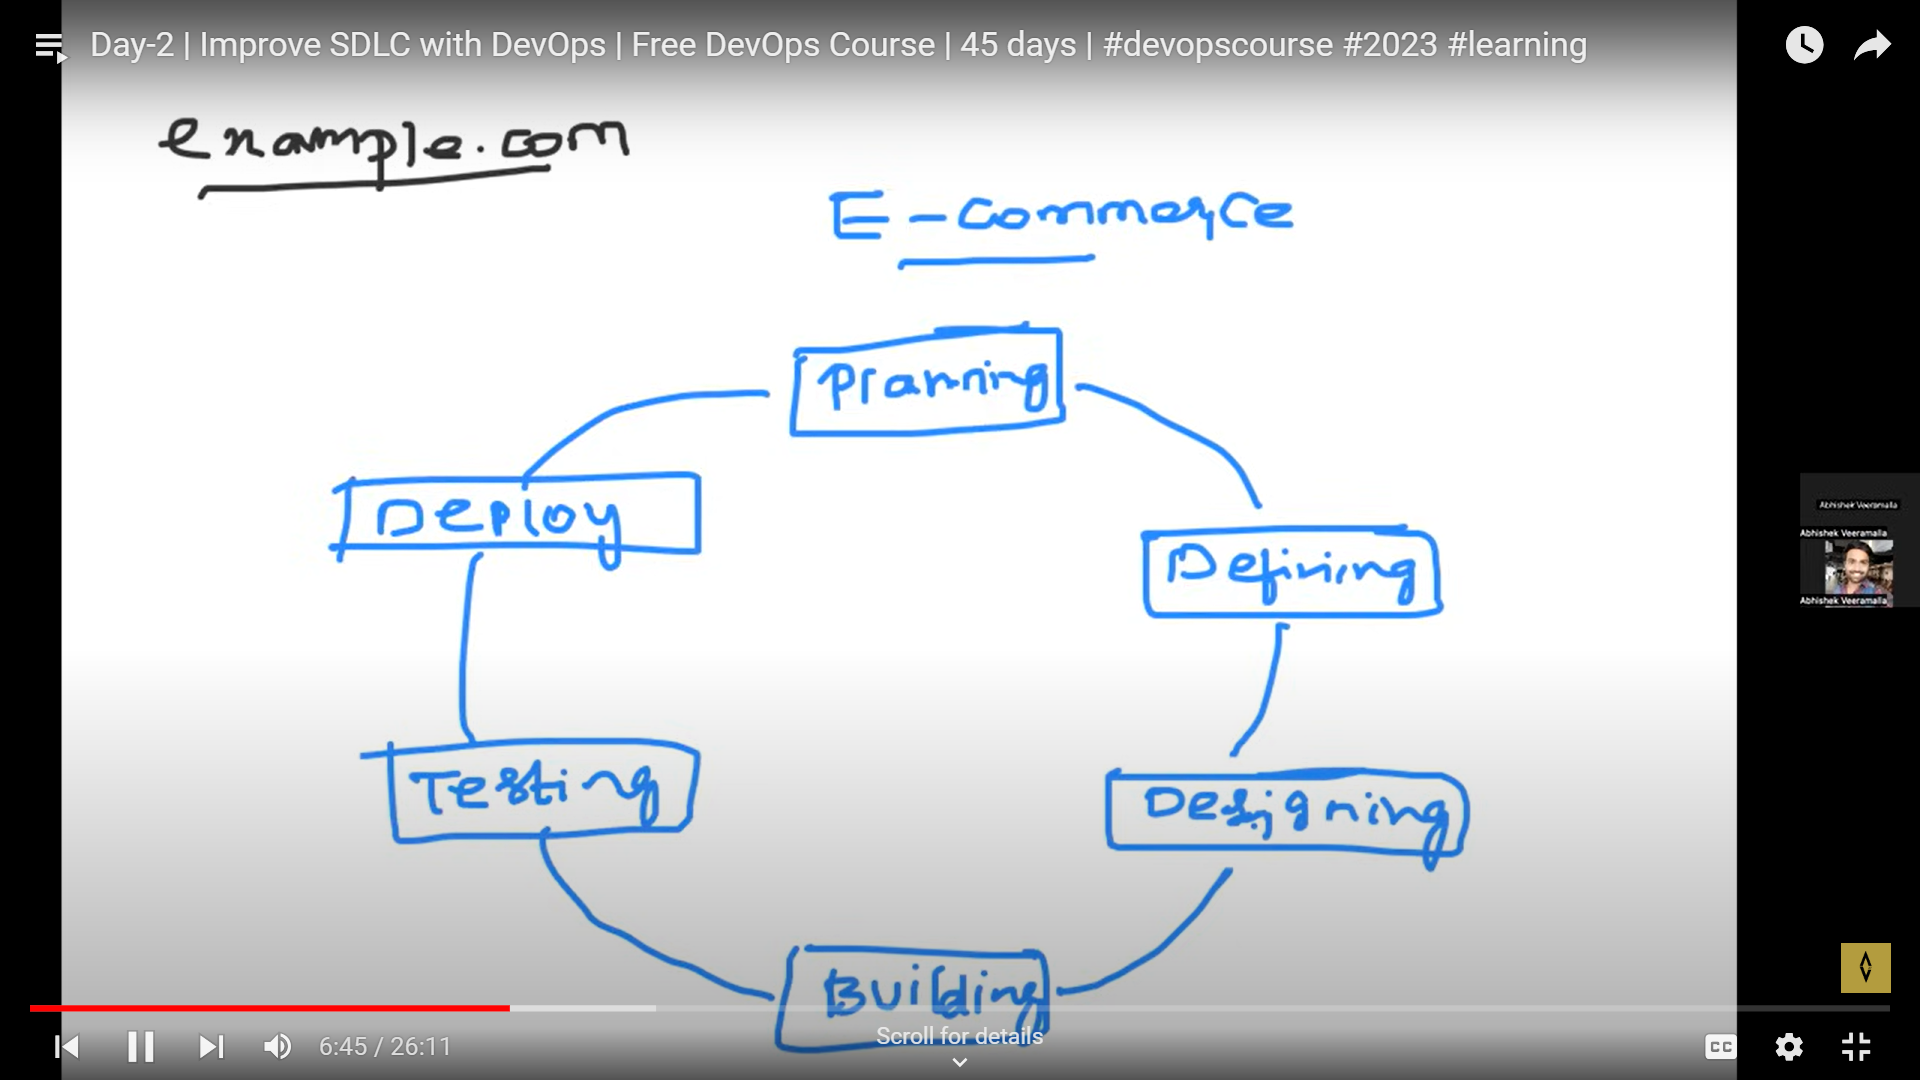 Day-2 | Improve SDLC with DevOps | Free DevOps Course | 45 days | #devopscourse #2023 #learning
example.com
E-commerce
Planning
Deploy
Abhishek Veeramalla
Abhishek Veeramalla
Defining
Abhishek Veeramalla
Testing
Designing
Building
Scroll for details
6:45 / 26:11
CC